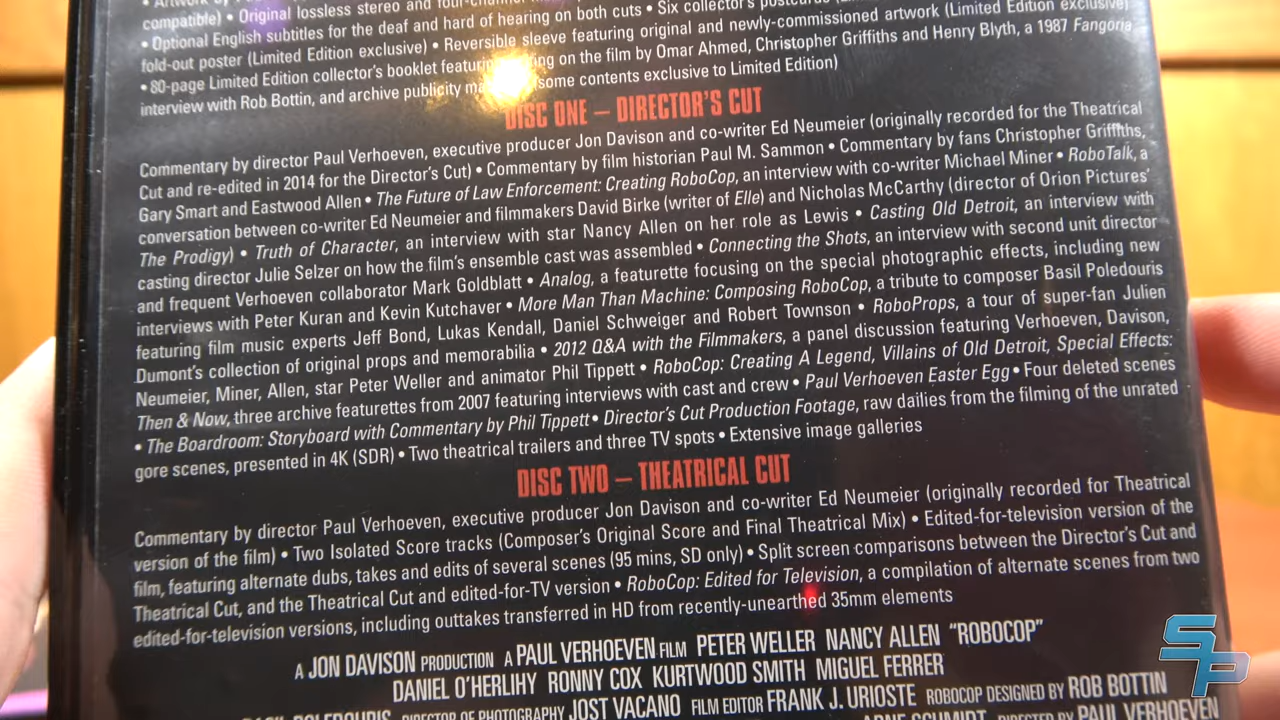 compatible) • Original lossless stereo and four-channel
• Optional English subtitles for the deaf and hard of hearing on both cuts • Six collector's postcards (Limited Edition exclusive)
fold-out poster (Limited Edition exclusive) • Reversible sleeve featuring original and newly-commissioned artwork (Limited Edition exclusive)
• 80-page Limited Edition collector's booklet featuring on the film by Omar Ahmed, Christopher Griffiths and Henry Blyth, a 1987 Fangoria
interview with Rob Bottin, and archive publicity some contents exclusive to Limited Edition)
DISC ONE – DIRECTOR'S CUT
Commentary by director Paul Verhoeven, executive producer Jon Davison and co-writer Ed Neumeier (originally recorded for the Theatrical
Cut and re-edited in 2014 for the Director's Cut) • Commentary by film historian Paul M. Sammon • Commentary by fans Christopher Griffiths,
Gary Smart and Eastwood Allen • The Future of Law Enforcement: Creating RoboCop, an interview with co-writer Michael Miner • RoboTalk, a
conversation between co-writer Ed Neumeier and filmmakers David Birke (writer of Elle) and Nicholas McCarthy (director of Orion Pictures'
The Prodigy) • Truth of Character, an interview with star Nancy Allen on her role as Lewis • Casting Old Detroit, an interview with
casting director Julie Selzer on how the film's ensemble cast was assembled • Connecting the Shots, an interview with second unit director
and frequent Verhoeven collaborator Mark Goldblatt • Analog, a featurette focusing on the special photographic effects, including new
interviews with Peter Kuran and Kevin Kutchaver • More Man Than Machine: Composing RoboCop, a tribute to composer Basil Poledouris
featuring film music experts Jeff Bond, Lukas Kendall, Daniel Schweiger and Robert Townson • RoboProps, a tour of super-fan Julien
Dumont's collection of original props and memorabilia • 2012 Q&A with the Filmmakers, a panel discussion featuring Verhoeven, Davison,
Neumeier, Miner, Allen, star Peter Weller and animator Phil Tippett • RoboCop: Creating A Legend, Villains of Old Detroit, Special Effects:
Then & Now, three archive featurettes from 2007 featuring interviews with cast and crew • Paul Verhoeven Easter Egg • Four deleted scenes
• The Boardroom: Storyboard with Commentary by Phil Tippett • Director's Cut Production Footage, raw dailies from the filming of the unrated
gore scenes, presented in 4K (SDR) • Two theatrical trailers and three TV spots • Extensive image galleries
DISC TWO – THEATRICAL CUT
Commentary by director Paul Verhoeven, executive producer Jon Davison and co-writer Ed Neumeier (originally recorded for Theatrical
version of the film) • Two Isolated Score tracks (Composer's Original Score and Final Theatrical Mix) • Edited-for-television version of the
film, featuring alternate dubs, takes and edits of several scenes (95 mins, SD only) • Split screen comparisons between the Director's Cut and
Theatrical Cut, and the Theatrical Cut and edited-for-TV version • RoboCop: Edited for Television, a compilation of alternate scenes from two
edited-for-television versions, including outtakes transferred in HD from recently-unearthed 35mm elements
A JON DAVISON PRODUCTION A PAUL VERHOEVEN FILM PETER WELLER NANCY ALLEN "ROBOCOP"
DANIEL O'HERLIHY RONNY COX KURTWOOD SMITH MIGUEL FERRER
DIRECTOR OF PHOTOGRAPHY JOST VACANO FILM EDITOR FRANK J. URIOSTE ROBOCOP DESIGNED BY ROB BOTTIN
DIRECTED BY PAUL VERHOEVEN
SP